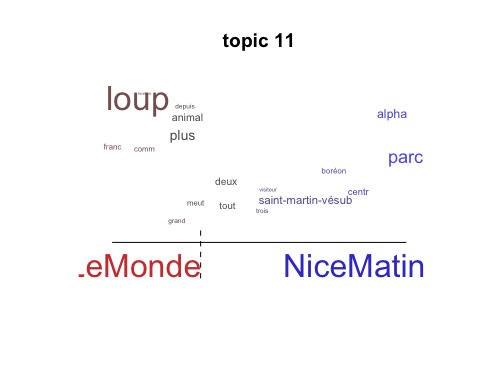 topic 11
loup
depuis
animal
alpha
plus
franc
comm
parc
boréon
deux
visiteur
centr
saint-martin-vésub
meut
tout
trois
grand
eMonde
NiceMatin